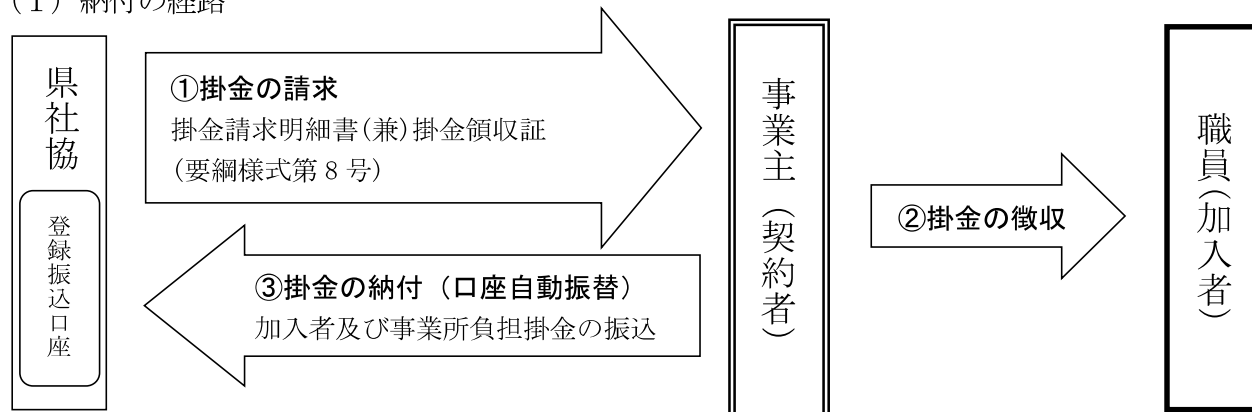 （１）納付の経路
県社協
登録振込口座
①掛金の請求
掛金請求明細書(兼)掛金領収証
(要綱様式第８号)
③掛金の納付（口座自動振替）
加入者及び事業所負担掛金の振込
事業主（契約者）
②掛金の徴収
職員(加入者)